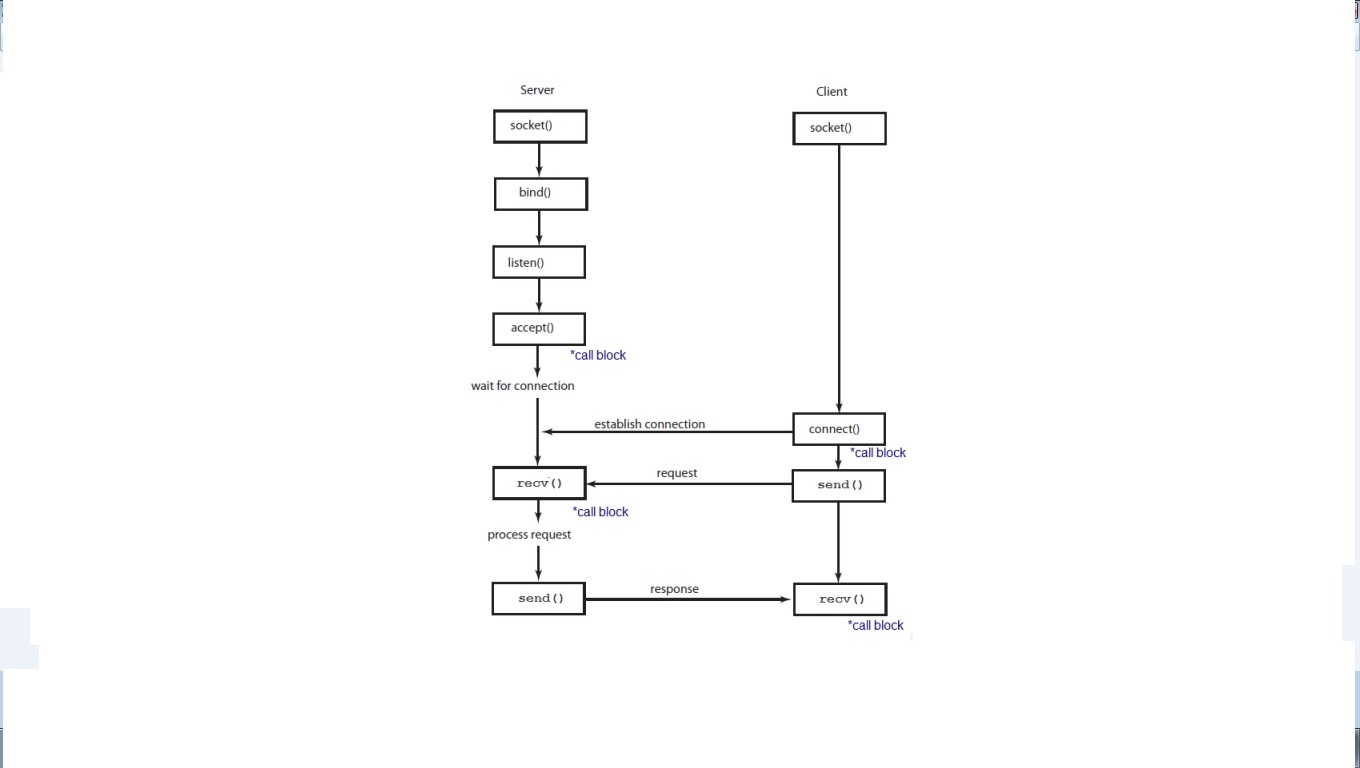 Server
Client
socket()
socket()
bind()
listen()
accept()
*call block
wait for connection
establish connection
connect()
*call block
request
recv()
send()
*call block
process request
response
send()
recv()
*call block